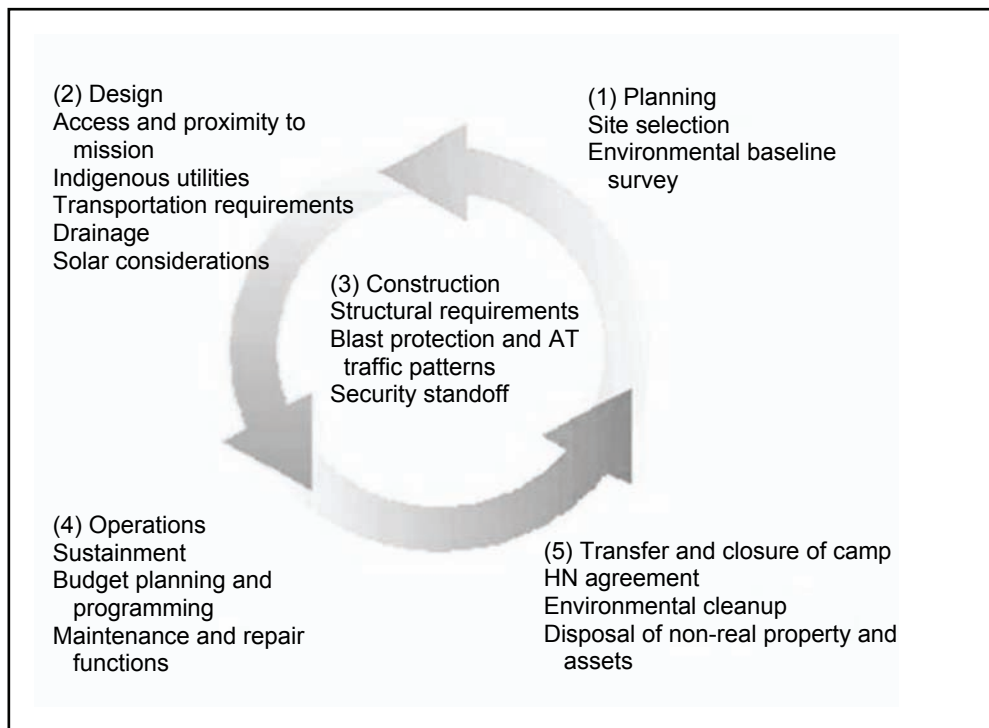 (2) Design
Access and proximity to
mission
Indigenous utilities
Transportation requirements
Drainage
Solar considerations
(1) Planning
Site selection
Environmental baseline
survey
(3) Construction
Structural requirements
Blast protection and AT
traffic patterns
Security standoff
(4) Operations
Sustainment
Budget planning and
programming
Maintenance and repair
functions
(5) Transfer and closure of camp
HN agreement
Environmental cleanup
Disposal of non-real property and
assets